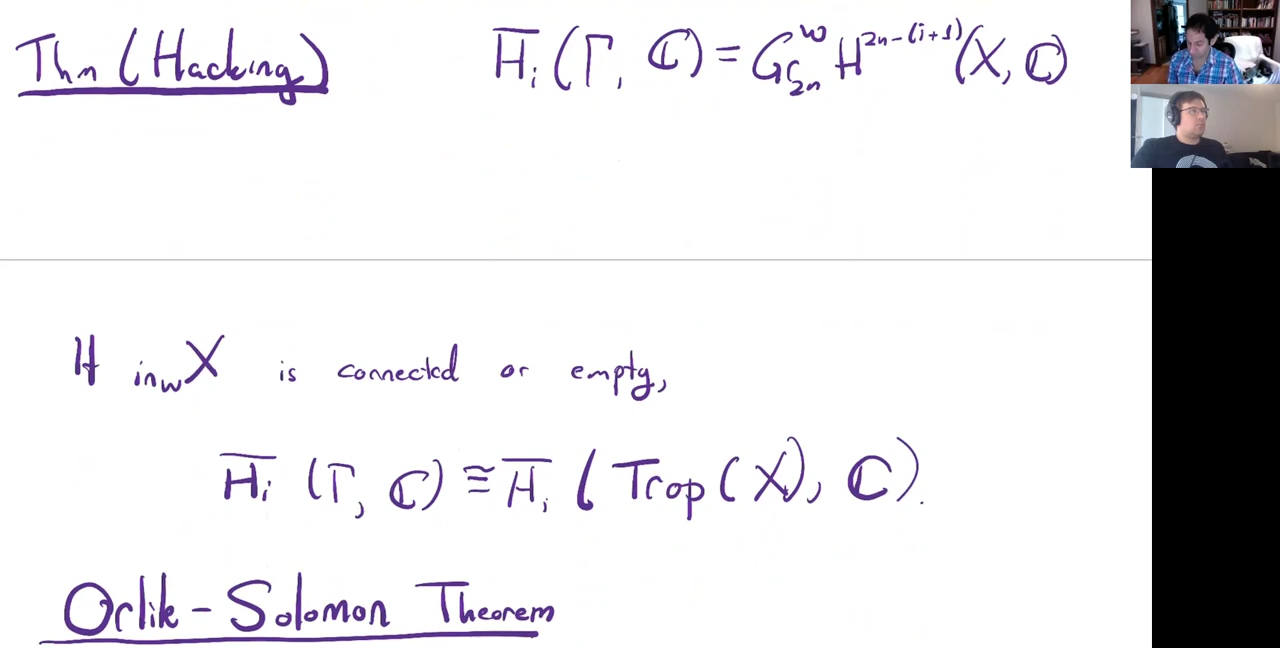 Thm (Hacking) H̅ᵢ (Γ, ℂ) = Gr^W_{2n} H^{2n-(i+1)} (X, ℂ)
If in_w X is connected or empty,
H̅ᵢ (Γ, ℂ) ≅ H̅ᵢ (Trop(X), ℂ).
Orlik - Solomon Theorem